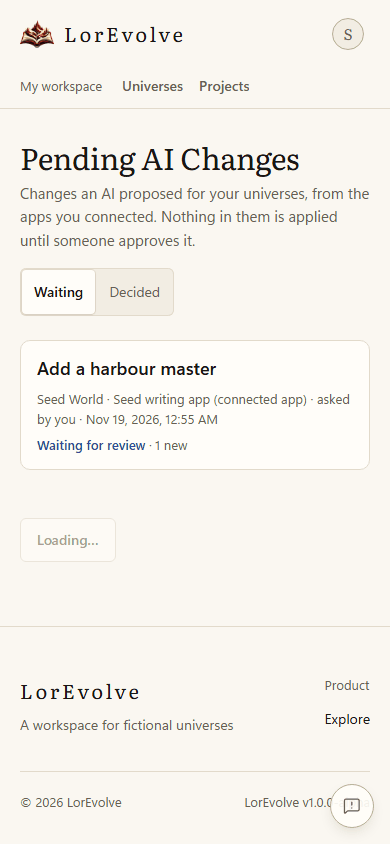 LorEvolve
S
My workspace
Universes
Projects
Pending AI Changes
Changes an AI proposed for your universes, from the
apps you connected. Nothing in them is applied
until someone approves it.
Waiting
Decided
Add a harbour master
Seed World · Seed writing app (connected app) · asked
by you · Nov 19, 2026, 12:55 AM
Waiting for review · 1 new
Loading...
LorEvolve
A workspace for fictional universes
Product
Explore
© 2026 LorEvolve
LorEvolve